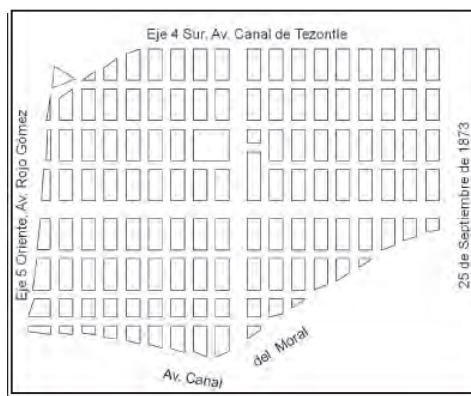 Eje 4 Sur, Av. Canal de Tezontle
Eje 5 Oriente, Av. Rojo Gómez
25 de Septiembre de 1873
Av. Canal
del Moral